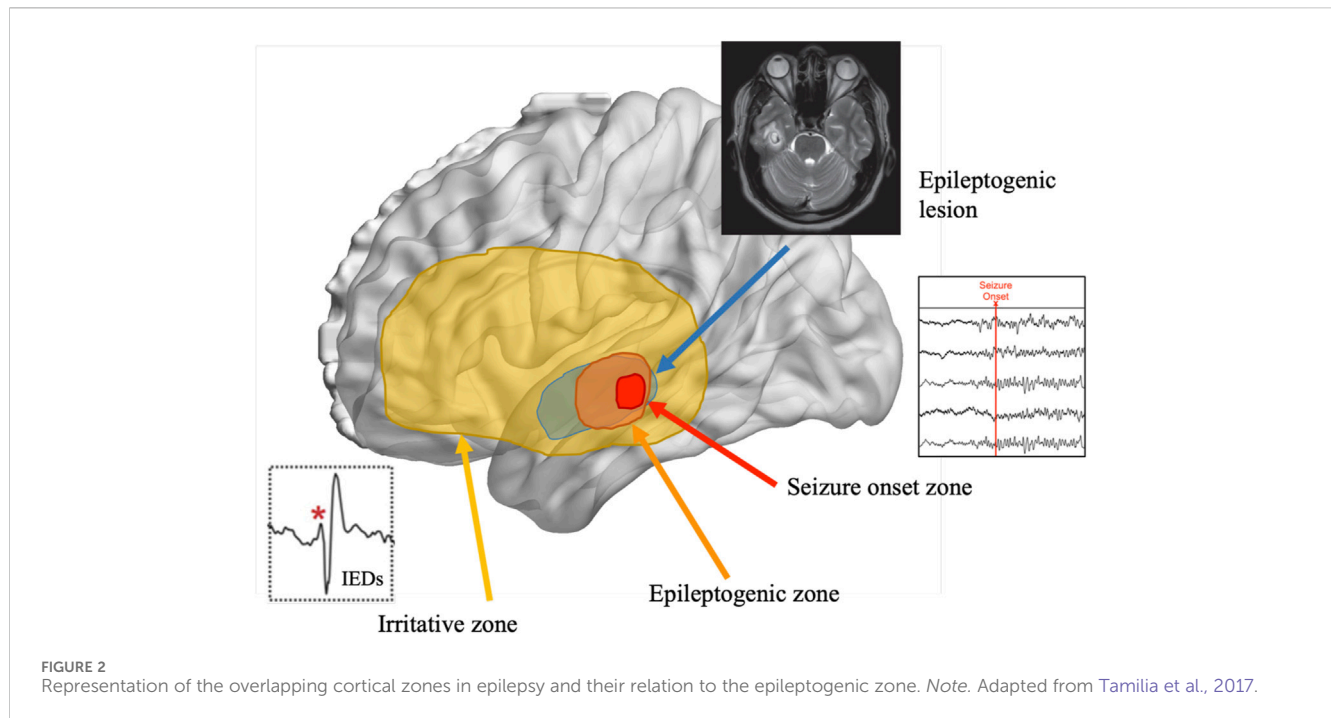 Epileptogenic
lesion
Seizure
Onset
Seizure onset zone
*
IEDs
Epileptogenic zone
Irritative zone
FIGURE 2
Representation of the overlapping cortical zones in epilepsy and their relation to the epileptogenic zone. Note. Adapted from Tamilia et al., 2017.